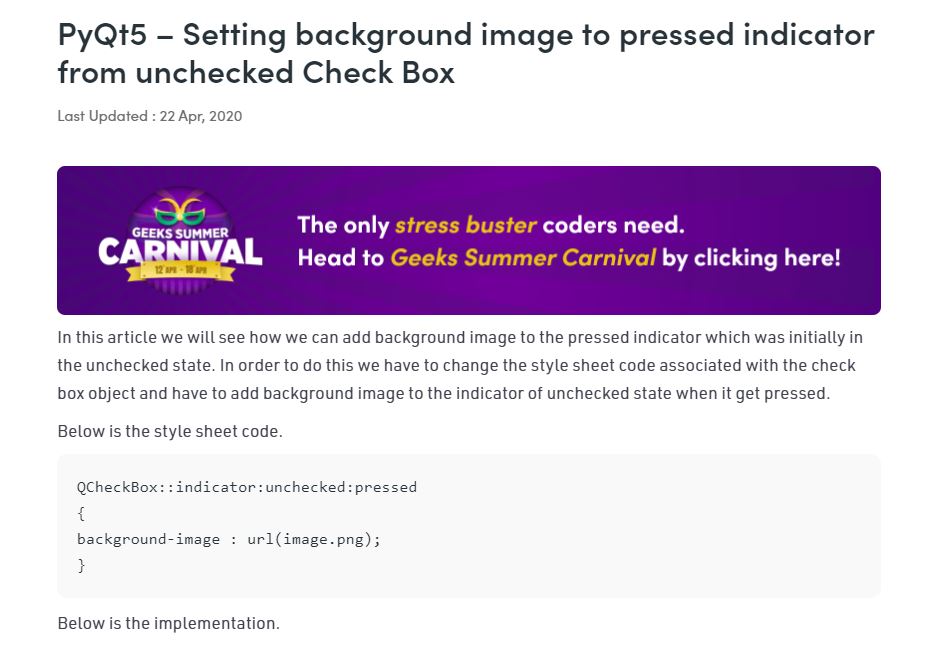 PyQt5 – Setting background image to pressed indicator
from unchecked Check Box
Last Updated : 22 Apr, 2020
GEEKS SUMMER
CARNIVAL
12 APR - 18 APR
The only stress buster coders need.
Head to Geeks Summer Carnival by clicking here!
In this article we will see how we can add background image to the pressed indicator which was initially in
the unchecked state. In order to do this we have to change the style sheet code associated with the check
box object and have to add background image to the indicator of unchecked state when it get pressed.
Below is the style sheet code.
QCheckBox::indicator:unchecked:pressed
{
background-image : url(image.png);
}
Below is the implementation.